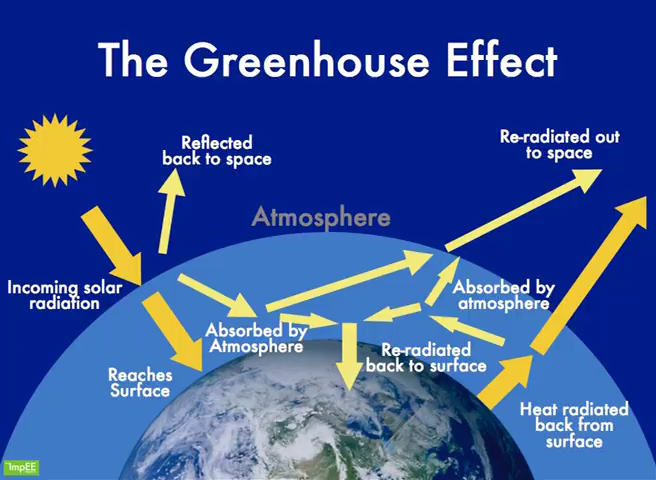 The Greenhouse Effect
Reflected
back to space
Re-radiated out
to space
Atmosphere
Incoming solar
radiation
Absorbed by
atmosphere
Absorbed by
Atmosphere
Re-radiated
back to surface
Reaches
Surface
Heat radiated
back from
surface
ImpEE